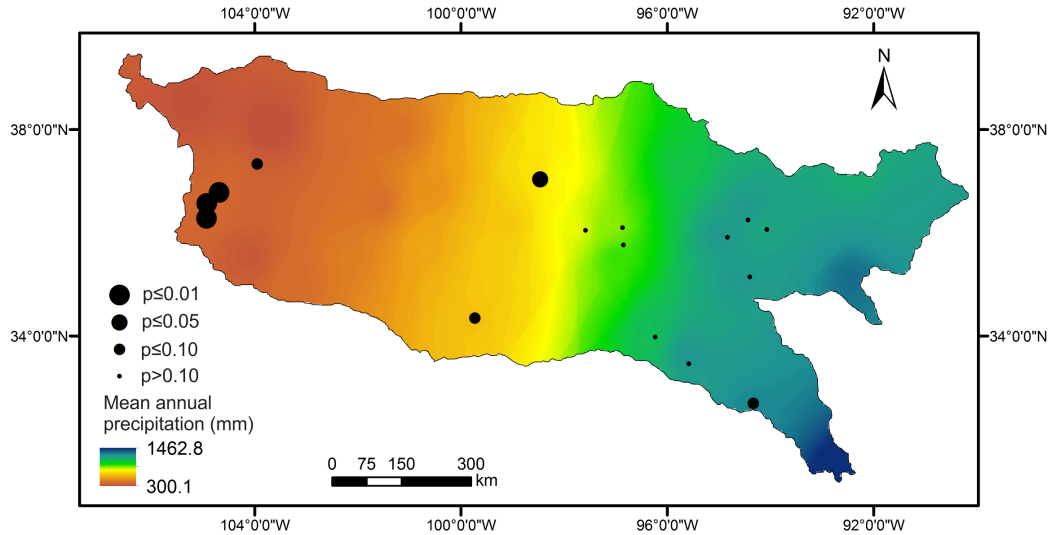 104°0'0"W 100°0'0"W 96°0'0"W 92°0'0"W
N
38°0'0"N 38°0'0"N
34°0'0"N 34°0'0"N
p≤0.01
p≤0.05
p≤0.10
p>0.10
Mean annual
precipitation (mm)
1462.8
300.1
0 75 150 300
km
104°0'0"W 100°0'0"W 96°0'0"W 92°0'0"W